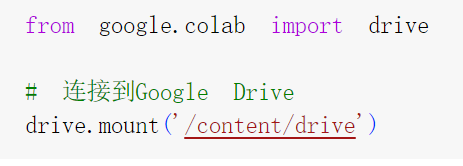 from google.colab import drive
# 连接到Google Drive
drive.mount('/content/drive')